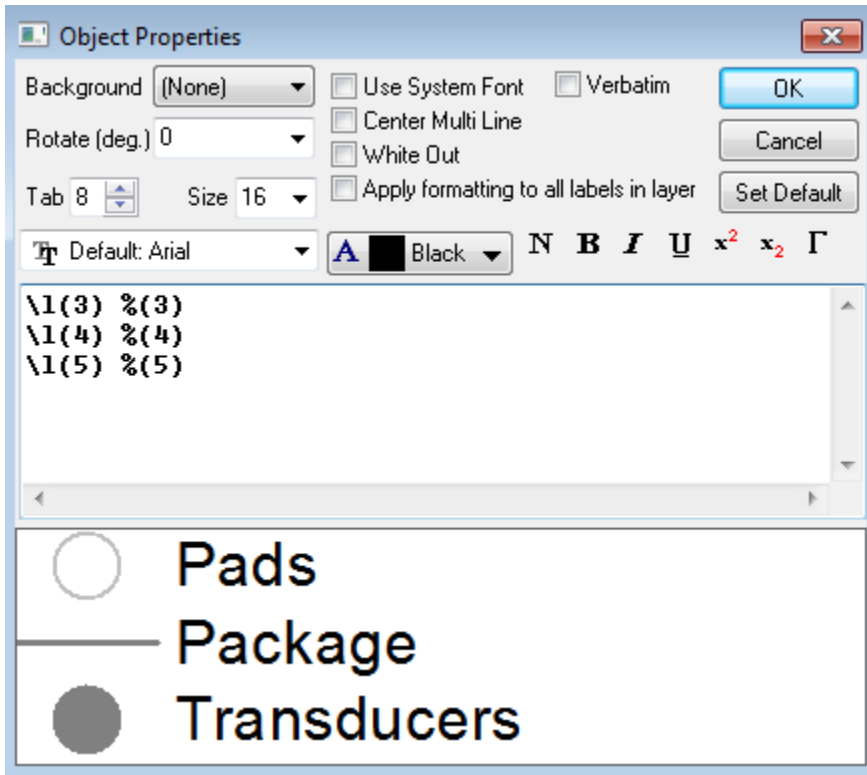 Object Properties
Background (None) Use System Font Verbatim OK
Rotate (deg.) 0 Center Multi Line Cancel
White Out
Tab 8 Size 16 Apply formatting to all labels in layer Set Default
Default: Arial A Black N B I U x² x₂ Γ
\l(3) %(3)
\l(4) %(4)
\l(5) %(5)
Pads
Package
Transducers